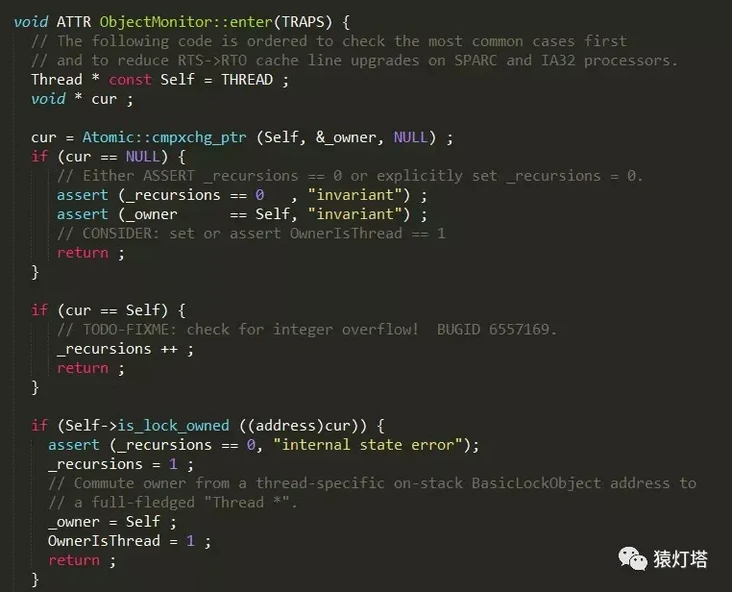 void ATTR ObjectMonitor::enter(TRAPS) {
  // The following code is ordered to check the most common cases first
  // and to reduce RTS->RTO cache line upgrades on SPARC and IA32 processors.
  Thread * const Self = THREAD ;
  void * cur ;

  cur = Atomic::cmpxchg_ptr (Self, &_owner, NULL) ;
  if (cur == NULL) {
     // Either ASSERT _recursions == 0 or explicitly set _recursions = 0.
     assert (_recursions == 0   , "invariant") ;
     assert (_owner      == Self, "invariant") ;
     // CONSIDER: set or assert OwnerIsThread == 1
     return ;
  }

  if (cur == Self) {
     // TODO-FIXME: check for integer overflow!  BUGID 6557169.
     _recursions ++ ;
     return ;
  }

  if (Self->is_lock_owned ((address)cur)) {
    assert (_recursions == 0, "internal state error");
    _recursions = 1 ;
    // Commute owner from a thread-specific on-stack BasicLockObject address to
    // a full-fledged "Thread *".
    _owner = Self ;
    OwnerIsThread = 1 ;
    return ;
  }
猿灯塔